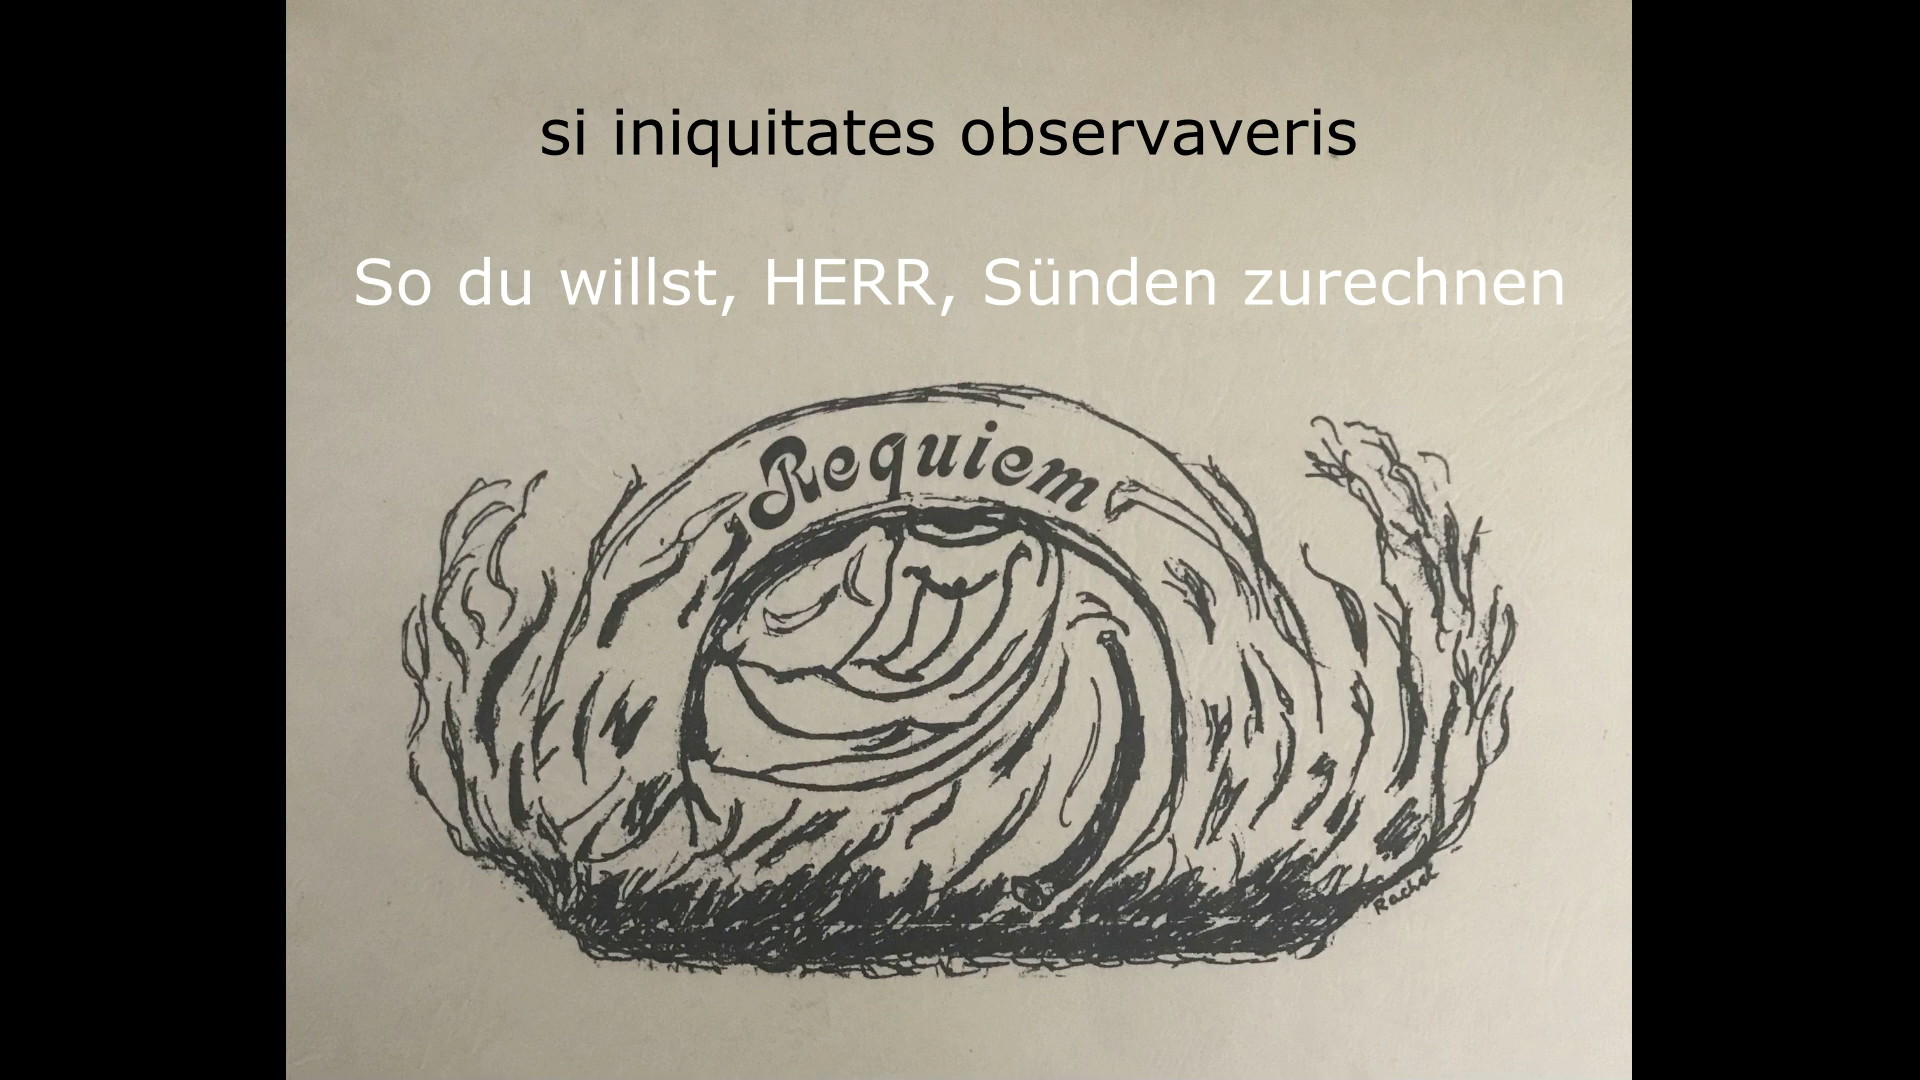 si iniquitates observaveris
So du willst, HERR, Sünden zurechnen
Requiem
Rachel